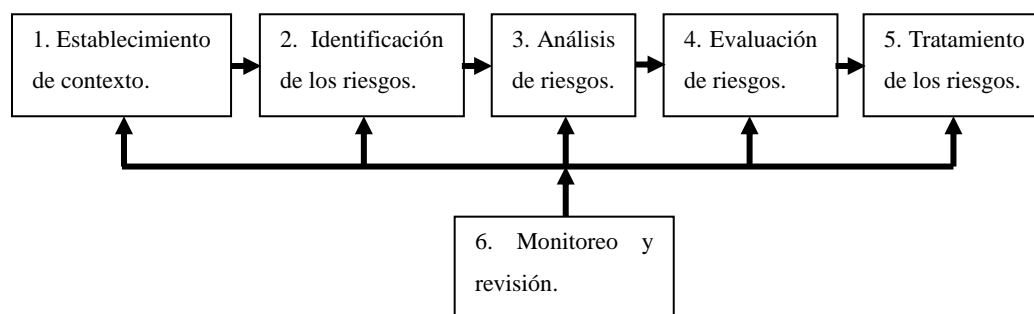 1. Establecimiento
de contexto.
2. Identificación
de los riesgos.
3. Análisis
de riesgos.
4. Evaluación
de riesgos.
5. Tratamiento
de los riesgos.
6. Monitoreo y
revisión.